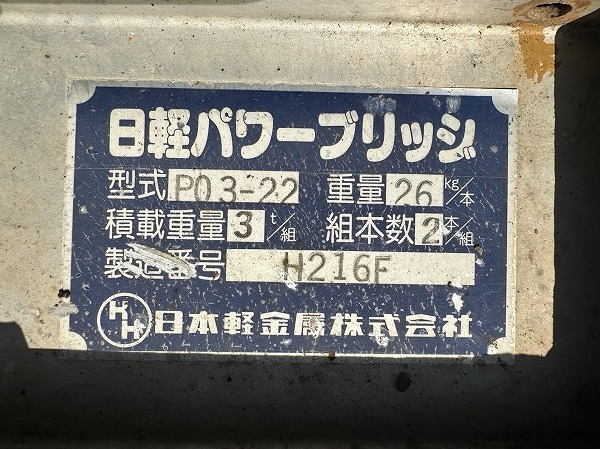 日軽パワーブリッジ
型式 PO3-22 重量 26 kg/本
積載重量 3 t/組 組本数 2 本/組
製造番号 H216F
KH 日本軽金属株式会社